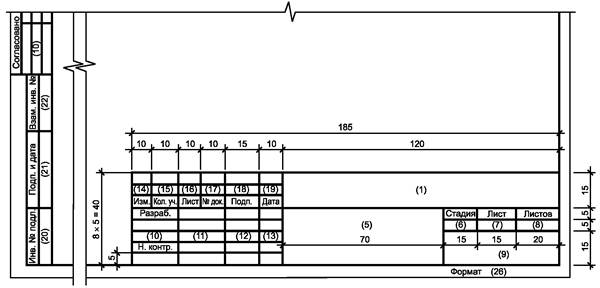 Согласовано
(10)
Взам. инв. №
(22)
Подп. и дата
(21)
Инв. № подл.
(20)
185
10 10 10 10 15 10 120
8 × 5 = 40
5
(14) (15) (16) (17) (18) (19) (1)
Изм. Кол. уч. Лист № док. Подп. Дата
Разраб.
(10) (11) (12) (13)
Н. контр.
(5)
70
Стадия Лист Листов
(6) (7) (8)
15 15 20
(9)
15
5
5
15
Формат (26)